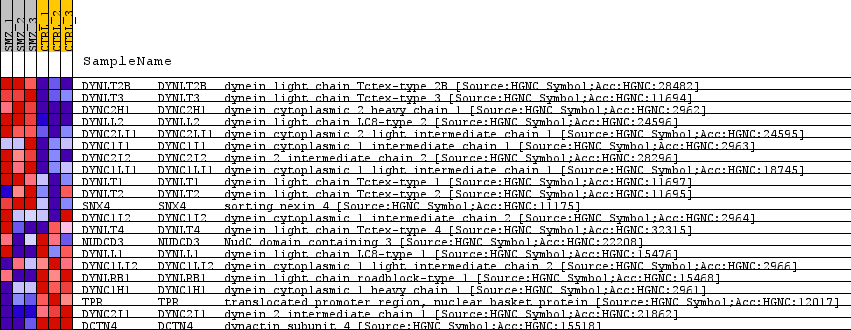 SMZ_1 SMZ_2 SMZ_3 CTRL_1 CTRL_2 CTRL_3
SampleName
DYNLT2B DYNLT2B dynein light chain Tctex-type 2B [Source:HGNC Symbol;Acc:HGNC:28482]
DYNLT3 DYNLT3 dynein light chain Tctex-type 3 [Source:HGNC Symbol;Acc:HGNC:11694]
DYNC2H1 DYNC2H1 dynein cytoplasmic 2 heavy chain 1 [Source:HGNC Symbol;Acc:HGNC:2962]
DYNLL2 DYNLL2 dynein light chain LC8-type 2 [Source:HGNC Symbol;Acc:HGNC:24596]
DYNC2LI1 DYNC2LI1 dynein cytoplasmic 2 light intermediate chain 1 [Source:HGNC Symbol;Acc:HGNC:24595]
DYNC1I1 DYNC1I1 dynein cytoplasmic 1 intermediate chain 1 [Source:HGNC Symbol;Acc:HGNC:2963]
DYNC2I2 DYNC2I2 dynein 2 intermediate chain 2 [Source:HGNC Symbol;Acc:HGNC:28296]
DYNC1LI1 DYNC1LI1 dynein cytoplasmic 1 light intermediate chain 1 [Source:HGNC Symbol;Acc:HGNC:18745]
DYNLT1 DYNLT1 dynein light chain Tctex-type 1 [Source:HGNC Symbol;Acc:HGNC:11697]
DYNLT2 DYNLT2 dynein light chain Tctex-type 2 [Source:HGNC Symbol;Acc:HGNC:11695]
SNX4 SNX4 sorting nexin 4 [Source:HGNC Symbol;Acc:HGNC:11175]
DYNC1I2 DYNC1I2 dynein cytoplasmic 1 intermediate chain 2 [Source:HGNC Symbol;Acc:HGNC:2964]
DYNLT4 DYNLT4 dynein light chain Tctex-type 4 [Source:HGNC Symbol;Acc:HGNC:32315]
NUDCD3 NUDCD3 NudC domain containing 3 [Source:HGNC Symbol;Acc:HGNC:22208]
DYNLL1 DYNLL1 dynein light chain LC8-type 1 [Source:HGNC Symbol;Acc:HGNC:15476]
DYNC1LI2 DYNC1LI2 dynein cytoplasmic 1 light intermediate chain 2 [Source:HGNC Symbol;Acc:HGNC:2966]
DYNLRB1 DYNLRB1 dynein light chain roadblock-type 1 [Source:HGNC Symbol;Acc:HGNC:15468]
DYNC1H1 DYNC1H1 dynein cytoplasmic 1 heavy chain 1 [Source:HGNC Symbol;Acc:HGNC:2961]
TPR TPR translocated promoter region, nuclear basket protein [Source:HGNC Symbol;Acc:HGNC:12017]
DYNC2I1 DYNC2I1 dynein 2 intermediate chain 1 [Source:HGNC Symbol;Acc:HGNC:21862]
DCTN4 DCTN4 dynactin subunit 4 [Source:HGNC Symbol;Acc:HGNC:15518]